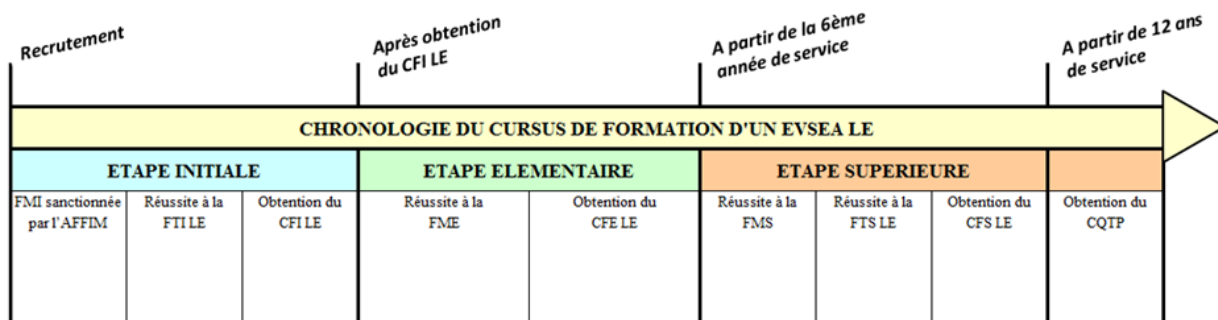 Recrutement
Après obtention
du CFI LE
A partir de la 6ème
année de service
A partir de 12 ans
de service
CHRONOLOGIE DU CURSUS DE FORMATION D'UN EVSEA LE
ETAPE INITIALE
ETAPE ELEMENTAIRE
ETAPE SUPERIEURE
FMI sanctionnée
par l'AFFIM
Réussite à la
FTI LE
Obtention du
CFI LE
Réussite à la
FME
Obtention du
CFE LE
Réussite à la
FMS
Réussite à la
FTS LE
Obtention du
CFS LE
Obtention du
CQTP